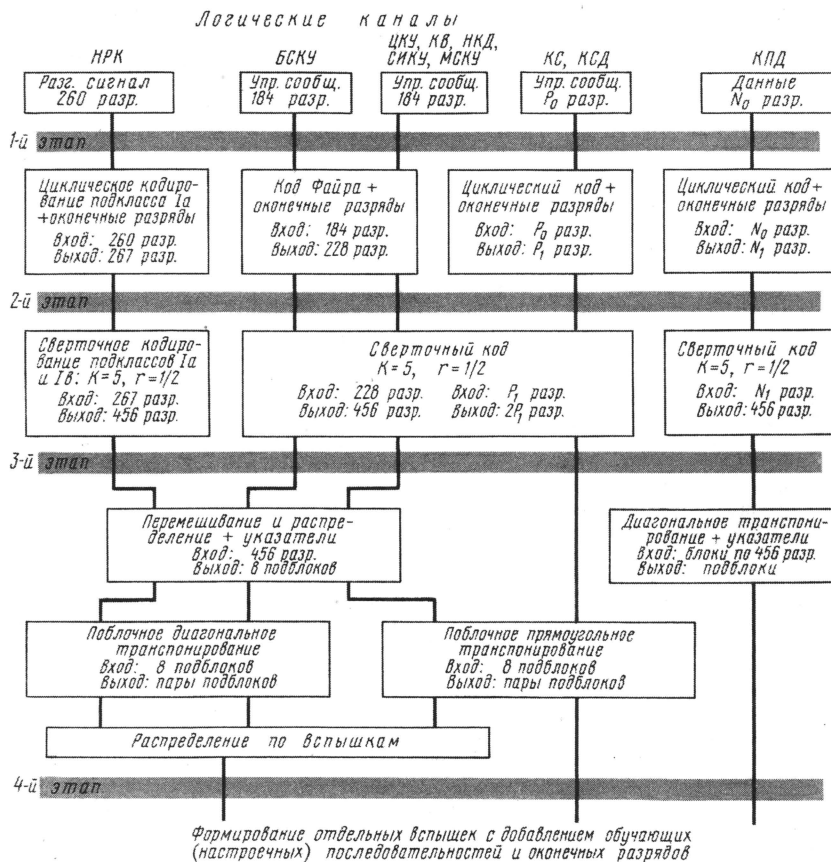 Логические каналы
НРК
БСКУ
ЦКУ, КВ, НКД,
СИКУ, МСКУ
КС, КСД
КПД
Разг. сигнал
260 разр.
Упр. сообщ.
184 разр.
Упр. сообщ.
184 разр.
Упр. сообщ.
P₀ разр.
Данные
N₀ разр.
1-й этап
Циклическое кодиро-
вание подкласса Ia
+оконечные разряды
Вход: 260 разр.
Выход: 267 разр.
Код Файра +
оконечные разряды
Вход: 184 разр.
Выход: 228 разр.
Циклический код +
оконечные разряды
Вход: P₀ разр.
Выход: P₁ разр.
Циклический код +
оконечные разряды
Вход: N₀ разр.
Выход: N₁ разр.
2-й этап
Сверточное кодиро-
вание подклассов Ia
и Iв: K=5, r=1/2
Вход: 267 разр.
Выход: 456 разр.
Сверточный код
K=5, r=1/2
Вход: 228 разр. Вход: P₁ разр.
Выход: 456 разр. Выход: 2P₁ разр.
Сверточный код
K=5, r=1/2
Вход: N₁ разр.
Выход: 456 разр.
3-й этап
Перемешивание и распре-
деление + указатели
Вход: 456 разр.
Выход: 8 подблоков
Диагональное транспони-
рование + указатели
Вход: блоки по 456 разр.
Выход: подблоки
Поблочное диагональное
транспонирование
Вход: 8 подблоков
Выход: пары подблоков
Поблочное прямоугольное
транспонирование
Вход: 8 подблоков
Выход: пары подблоков
Распределение по вспышкам
4-й этап
Формирование отдельных вспышек с добавлением обучающих
(настроечных) последовательностей и оконечных разрядов